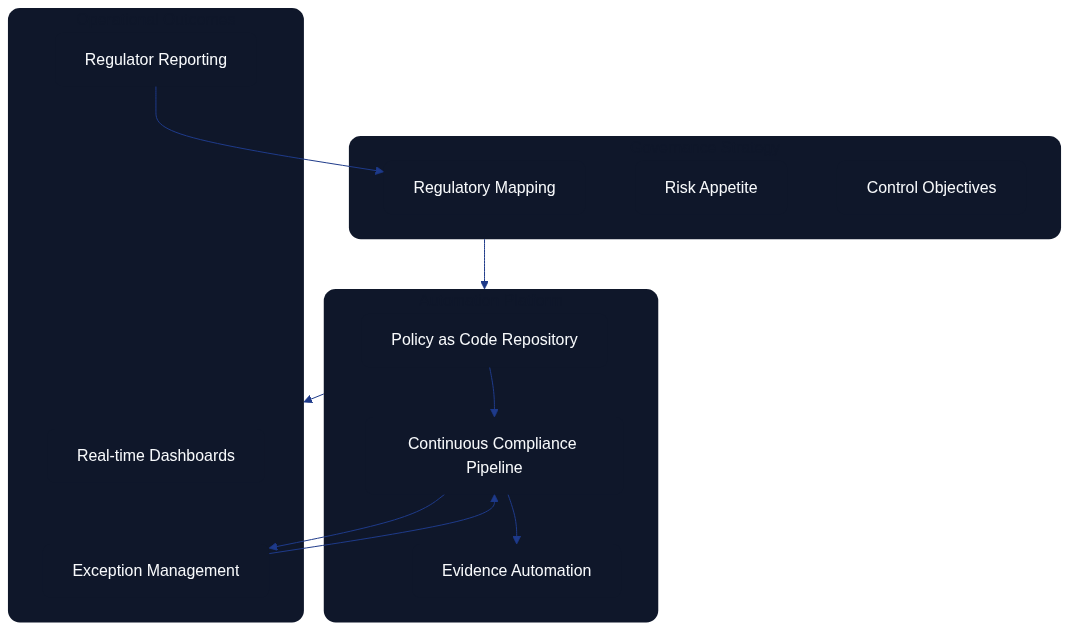 Regulator Reporting
Regulatory Mapping
Risk Appetite
Control Objectives
Policy as Code Repository
Continuous Compliance
Pipeline
Real-time Dashboards
Exception Management
Evidence Automation